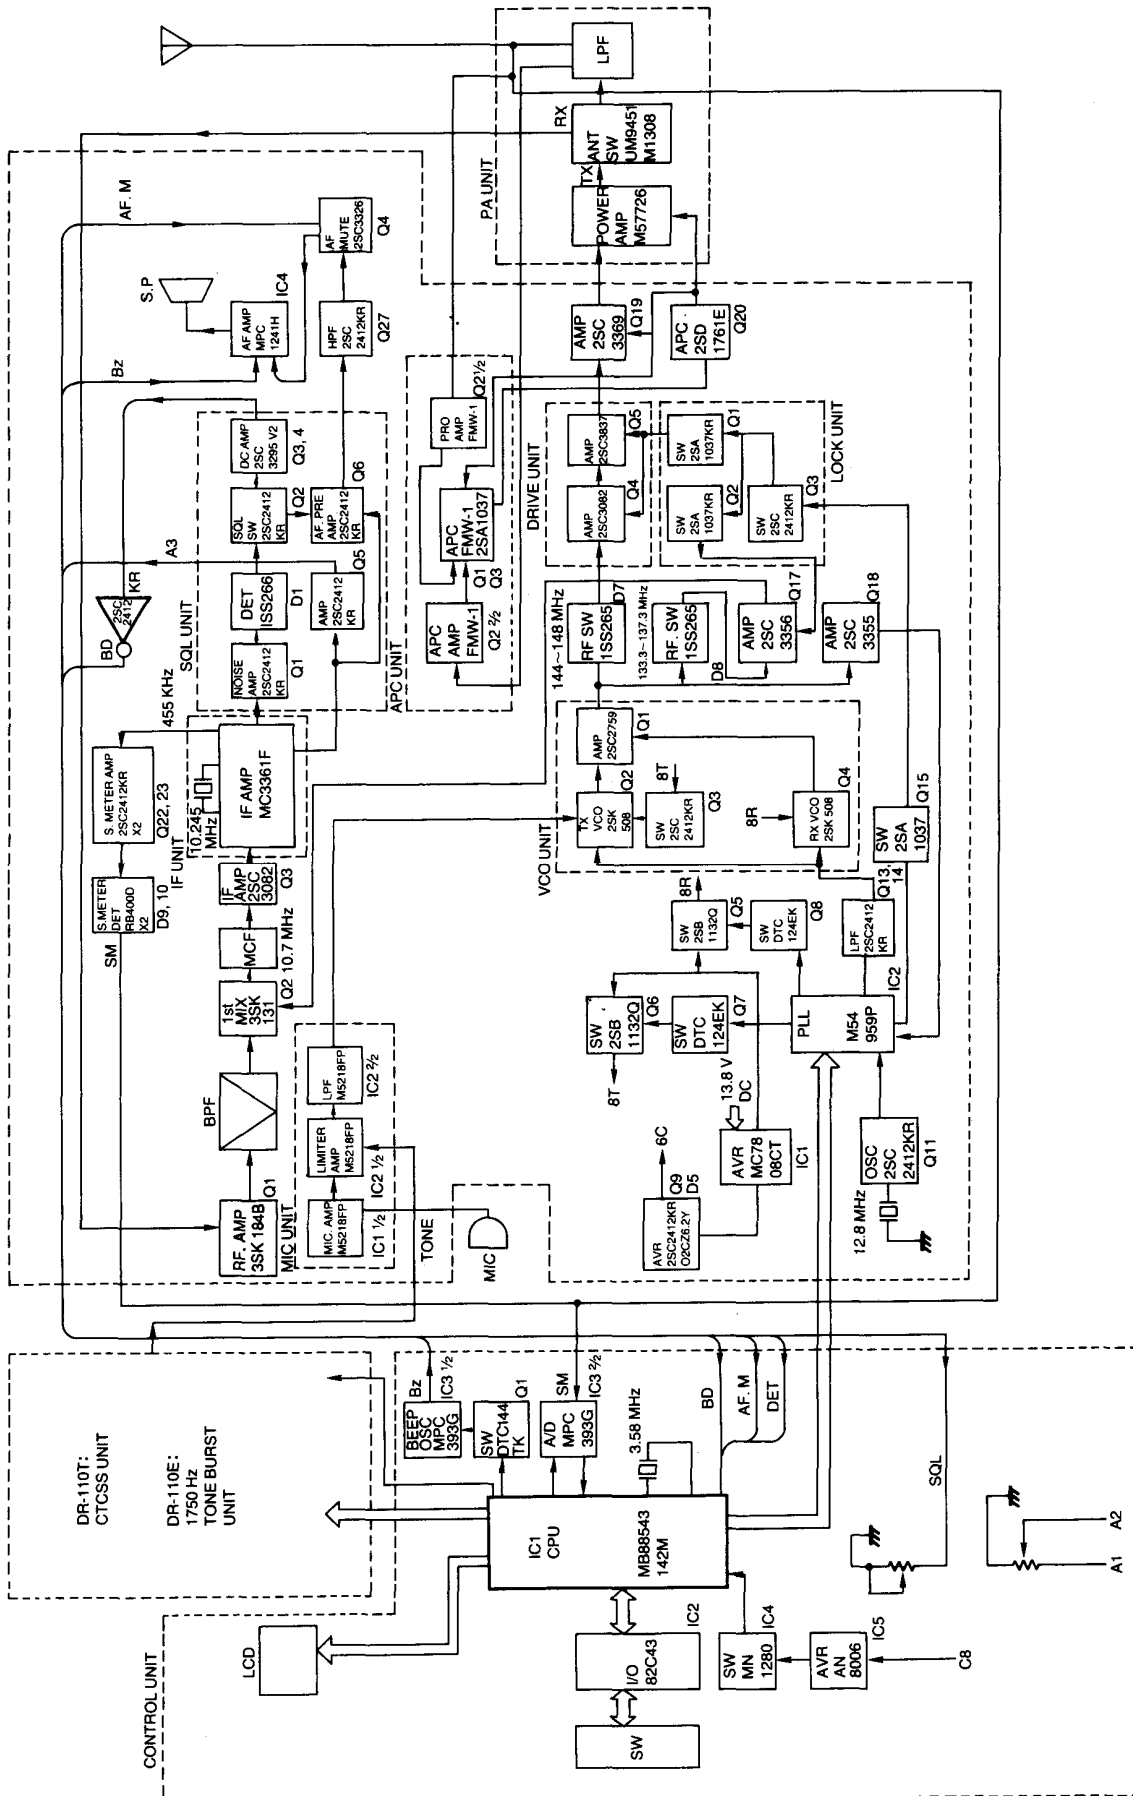 CONTROL UNIT
LCD
DR-110T:
CTCSS UNIT
DR-110E:
1750 Hz
TONE BURST
UNIT
SW
I/O
82C43
IC2
IC1
CPU
MB88543
142M
SW
MN
1280
IC4
AVR
AN
8006
IC5
C8
BEEP
OSC
MPC
393G
Bz
IC3 ½
SW
DTC144
TK
Q1
A/D
MPC
393G
SM
IC3 2/2
3.58 MHz
BD
AF. M
DET
SQL
A1
A2
RF. AMP
3SK 184B
Q1
BPF
1st
MIX
3SK
131
Q2
MCF
10.7 MHz
IF
AMP
2SC
3082
Q3
IF UNIT
10.245
MHz
IF AMP
MC3361F
455 KHz
S. METER AMP
2SC2412KR
X2
Q22, 23
S.METER
DET
RB400D
X2
D9, 10
SM
BD
2SC
2412
KR
SQL UNIT
NOISE
AMP
2SC2412
KR
Q1
DET
ISS266
D1
SQL
SW
2SC2412
KR
Q2
DC AMP
2SC
3295 V2
Q3, 4
AMP
2SC2412
KR
Q5
AF. PRE
AMP
2SC2412
KR
Q6
A3
Bz
AF. M
S.P
AF AMP
MPC
1241H
IC4
HPF
2SC
2412KR
Q27
AF
MUTE
2SC3326
Q4
MIC UNIT
MIC. AMP
M5218FP
IC1 ½
LIMITER
AMP
M5218FP
IC2 ½
LPF
M5218FP
IC2 2/2
TONE
MIC
APC UNIT
APC
AMP
FMW-1
Q2 2/2
APC
FMW-1
2SA1037
Q1
Q3
PRO
AMP
FMW-1
Q2½
PA UNIT
POWER
AMP
M57726
TX
ANT
SW
UM9451
M1308
RX
LPF
DRIVE UNIT
AMP
2SC3082
Q4
AMP
2SC3837
Q5
AMP
2SC
3369
Q19
APC
2SD
1761E
Q20
LOCK UNIT
SW
2SA
1037KR
Q2
SW
2SA
1037KR
Q1
SW
2SC
2412KR
Q3
144~148 MHz
RF. SW
1SS265
D7
133.3~137.3 MHz
RF. SW
1SS265
D8
AMP
2SC
3356
Q17
AMP
2SC
3355
Q18
VCO UNIT
TX
VCO
2SK
508
Q2
AMP
2SC2759
Q1
SW
2SC
2412KR
Q3
8T
8R
RX VCO
2SK 508
Q4
SW
2SA
1037
Q15
SW
2SB
1132Q
Q6
8T
SW
2SB
1132Q
Q5
8R
SW
DTC
124EK
Q7
SW
DTC
124EK
Q8
PLL
M54
959P
IC2
LPF
2SC2412
KR
Q13,
14
AVR
2SC2412KR
O2CZ6.2Y
Q9
D5
6C
AVR
MC78
08CT
IC1
13.8 V
DC
OSC
2SC
2412KR
Q11
12.8 MHz